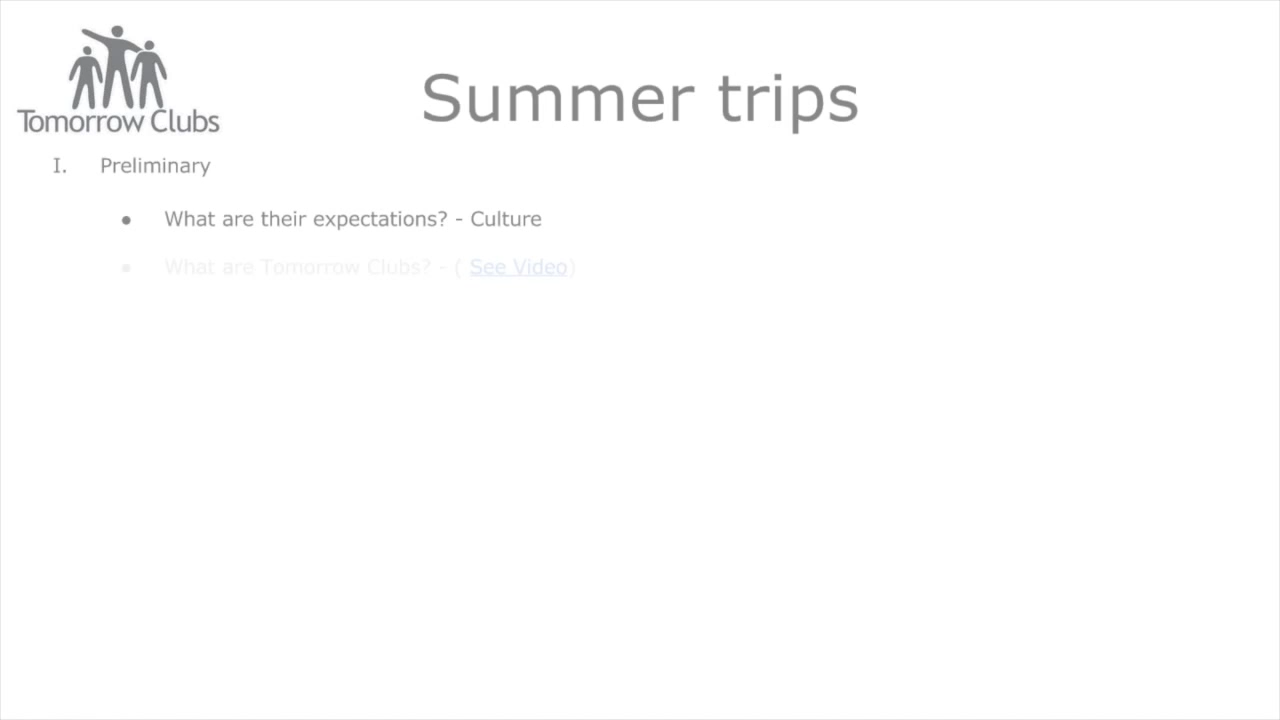 Tomorrow Clubs
Summer trips
I. Preliminary
● What are their expectations? - Culture
● What are Tomorrow Clubs? - ( See Video)